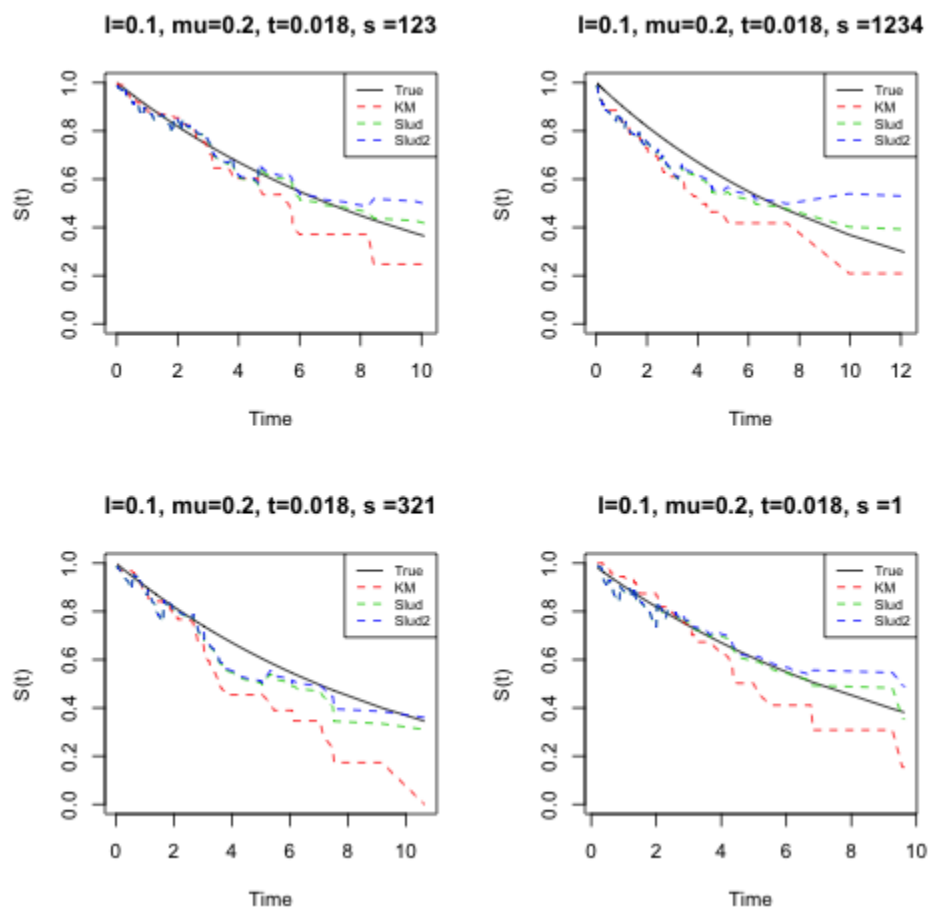 l=0.1, mu=0.2, t=0.018, s =123
S(t)
0.0 0.2 0.4 0.6 0.8 1.0
True
KM
Slud
Slud2
0 2 4 6 8 10
Time
l=0.1, mu=0.2, t=0.018, s =1234
S(t)
0.0 0.2 0.4 0.6 0.8 1.0
True
KM
Slud
Slud2
0 2 4 6 8 10 12
Time
l=0.1, mu=0.2, t=0.018, s =321
S(t)
0.0 0.2 0.4 0.6 0.8 1.0
True
KM
Slud
Slud2
0 2 4 6 8 10
Time
l=0.1, mu=0.2, t=0.018, s =1
S(t)
0.0 0.2 0.4 0.6 0.8 1.0
True
KM
Slud
Slud2
0 2 4 6 8 10
Time